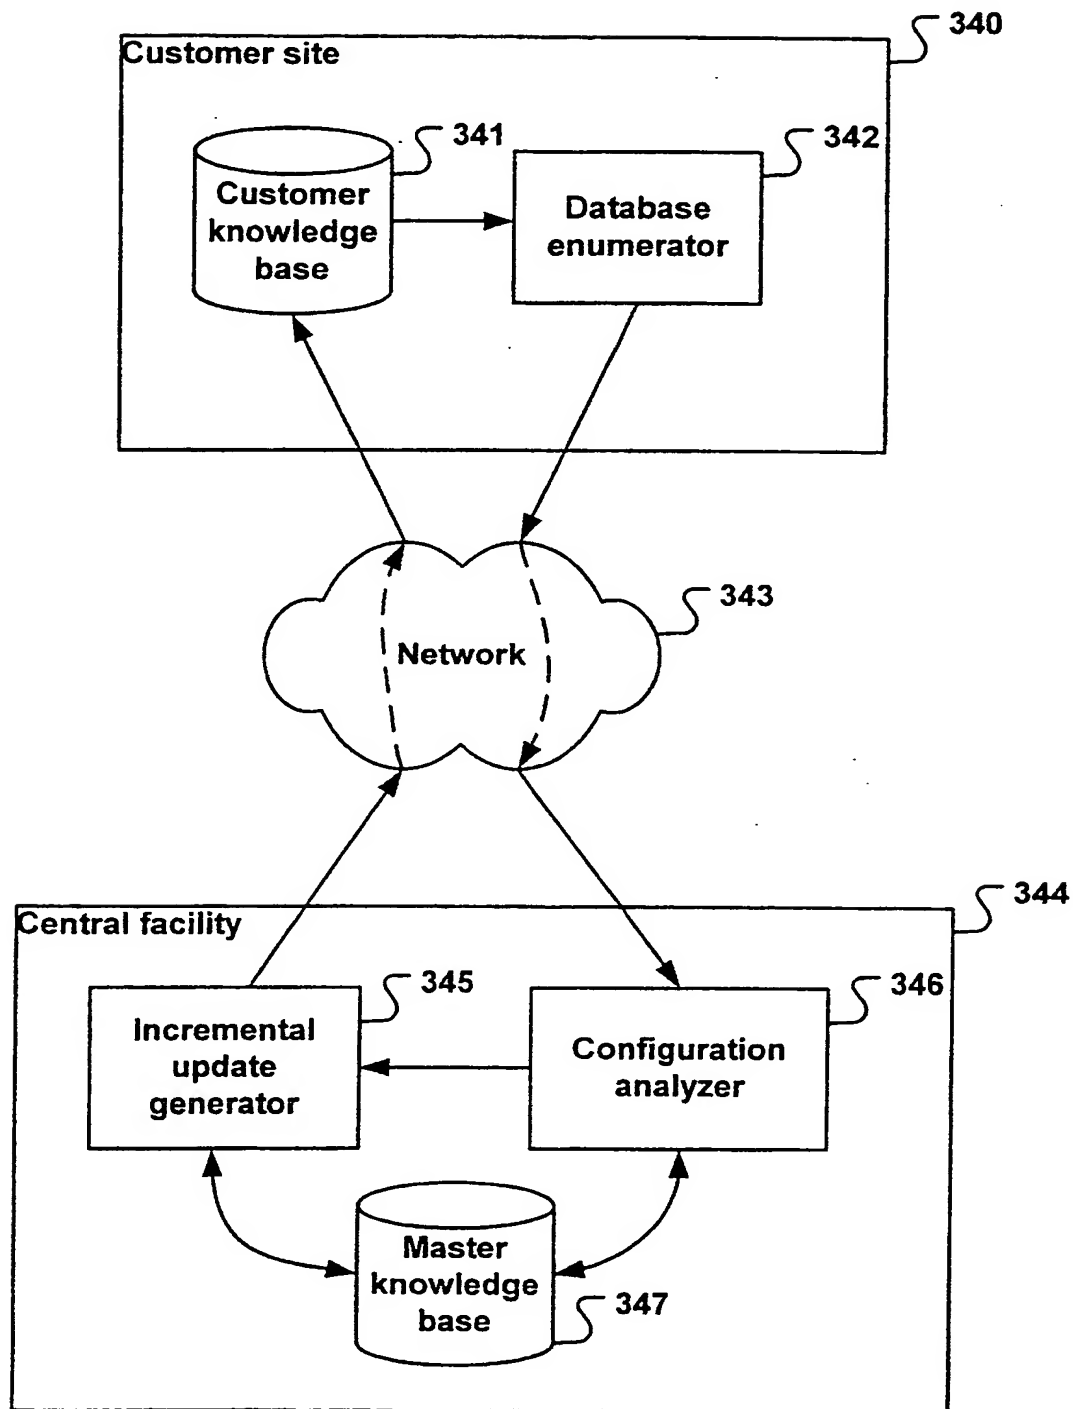 340
Customer site
341
342
Customer
knowledge
base
Database
enumerator
343
Network
344
Central facility
345
346
Incremental
update
generator
Configuration
analyzer
Master
knowledge
base
347